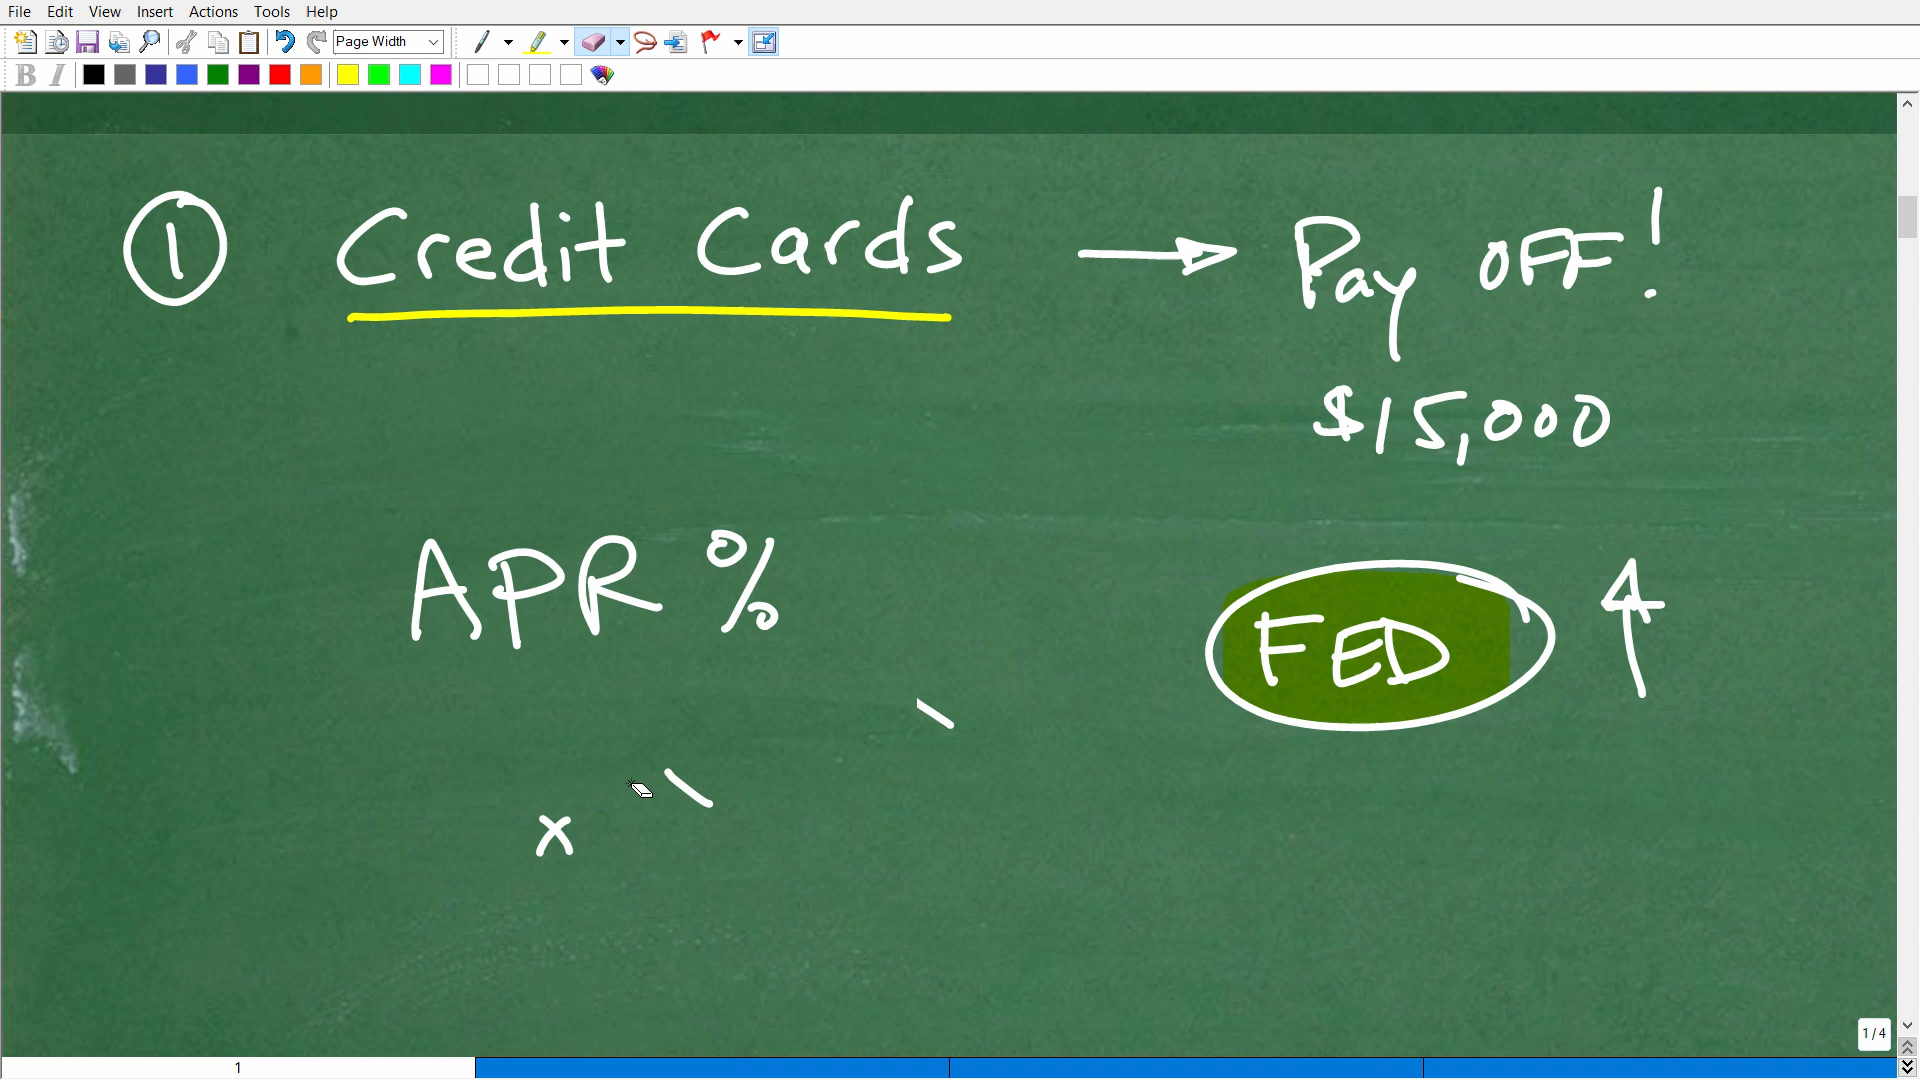 File Edit View Insert Actions Tools Help
Page Width
B I
1 Credit Cards → Pay OFF!
$15,000
APR %
FED ↑
x
1 / 4
1